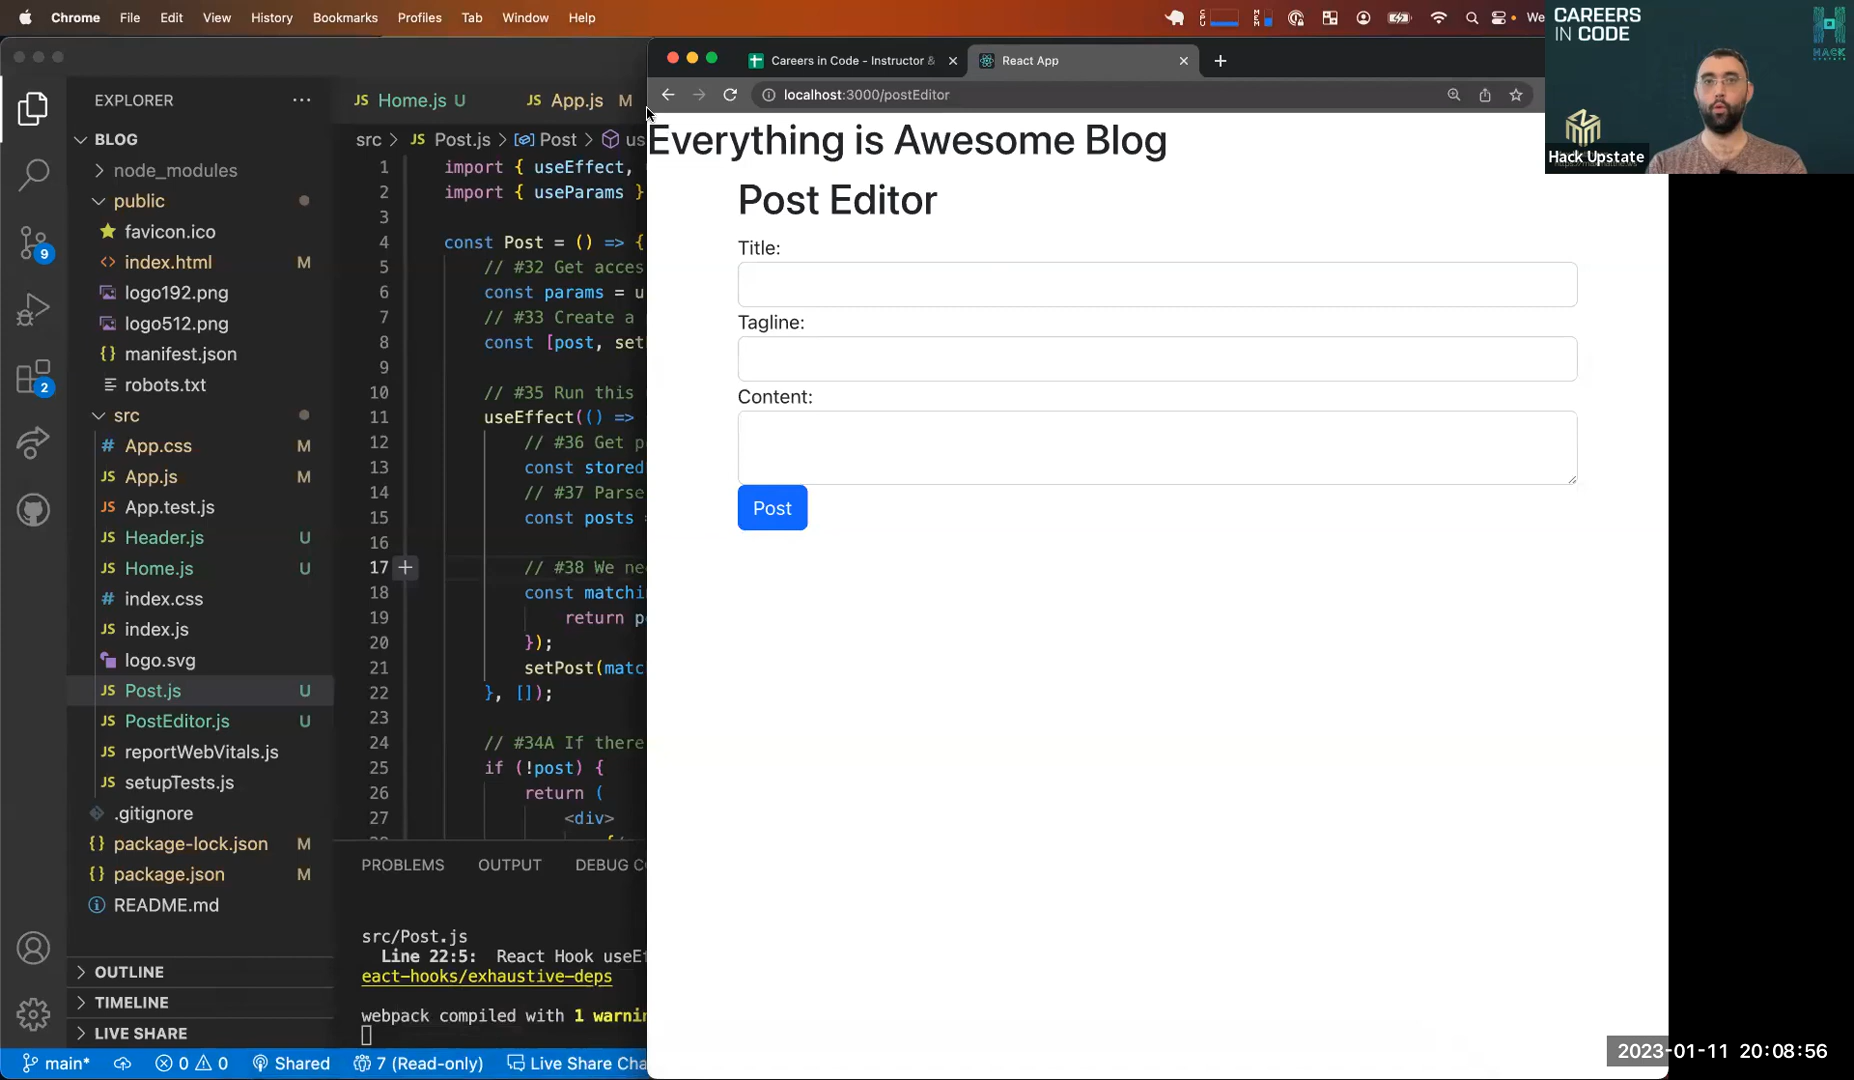 Chrome File Edit View History Bookmarks Profiles Tab Window Help We
CAREERS
IN CODE
HACK
Hack Upstate
Careers in Code - Instructor &
React App
localhost:3000/postEditor
EXPLORER
BLOG
node_modules
public
favicon.ico
index.html M
logo192.png
logo512.png
manifest.json
robots.txt
src
App.css M
App.js M
App.test.js
Header.js U
Home.js U
index.css
index.js
logo.svg
Post.js U
PostEditor.js U
reportWebVitals.js
setupTests.js
.gitignore
package-lock.json M
package.json M
README.md
OUTLINE
TIMELINE
LIVE SHARE
9
2
Home.js U App.js M
src > JS Post.js > Post > us
1 import { useEffect,
2 import { useParams }
3
4 const Post = () => {
5 // #32 Get acces
6 const params = u
7 // #33 Create a
8 const [post, set
9
10 // #35 Run this
11 useEffect(() =>
12 // #36 Get p
13 const stored
14 // #37 Parse
15 const posts =
16
17 // #38 We ne
18 const matchi
19 return p
20 });
21 setPost(matc
22 }, []);
23
24 // #34A If there
25 if (!post) {
26 return (
27 <div>
PROBLEMS OUTPUT DEBUG CO
src/Post.js
Line 22:5: React Hook useEf
eact-hooks/exhaustive-deps
webpack compiled with 1 warnin
main* 0 0 Shared 7 (Read-only) Live Share Cha
Everything is Awesome Blog
Post Editor
Title:
Tagline:
Content:
Post
2023-01-11 20:08:56